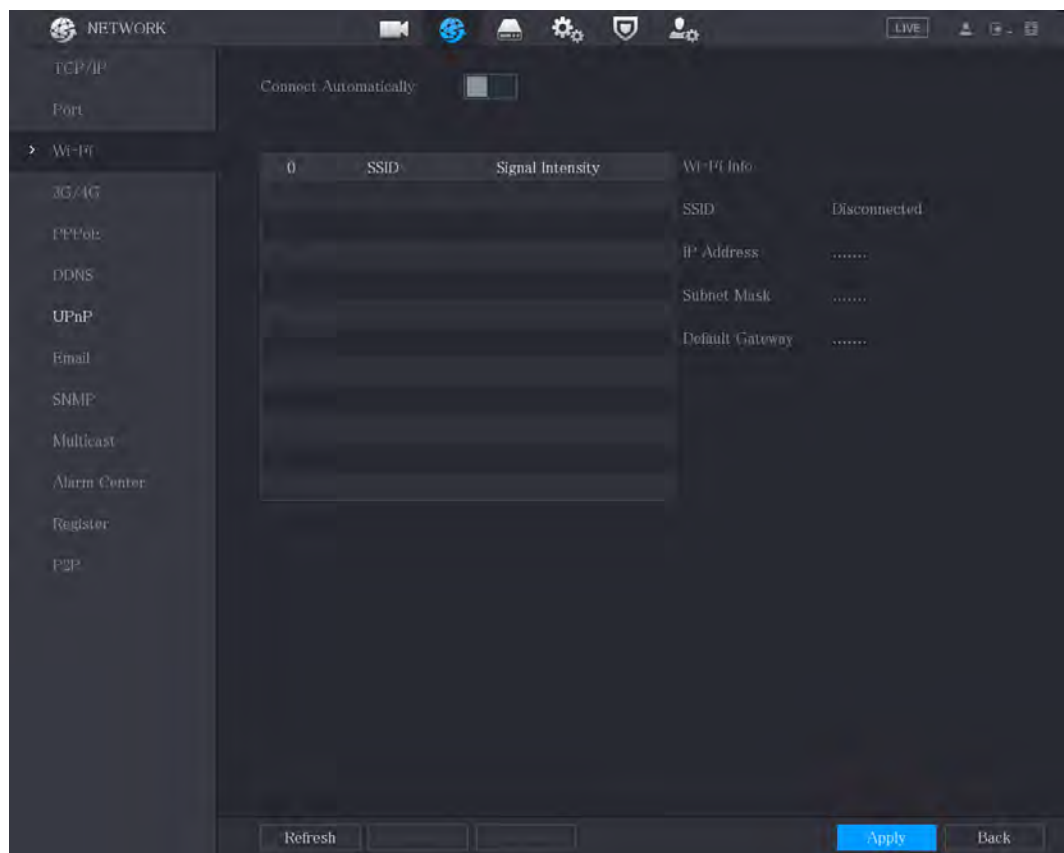 NETWORK
LIVE
TCP/IP
Port
Wi-Fi
3G/4G
PPPoE
DDNS
UPnP
Email
SNMP
Multicast
Alarm Center
Register
P2P
Connect Automatically
0 SSID Signal Intensity
Wi-Fi Info
SSID Disconnected
IP Address .......
Subnet Mask .......
Default Gateway .......
Refresh
Apply
Back